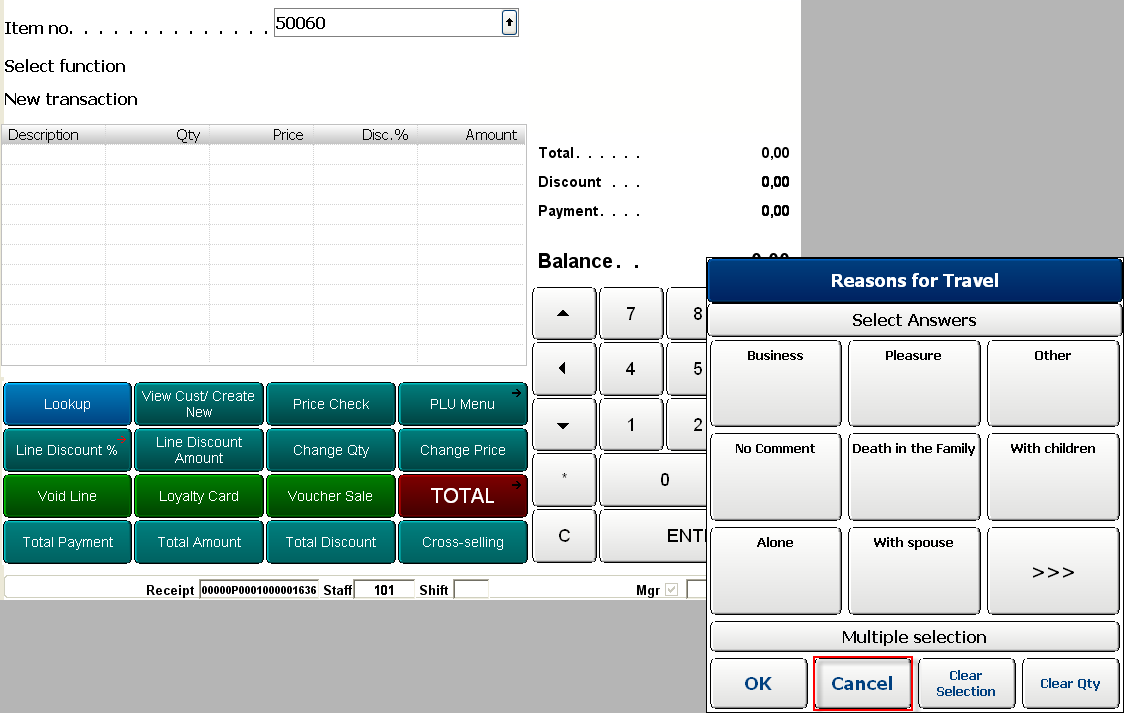 Item no. . . . . . . . . . . . . . . 50060
Select function
New transaction
Description Qty Price Disc.% Amount
Total. . . . . . 0,00
Discount . . . 0,00
Payment. . . . 0,00
Balance. .
7 8
4 5
1 2
* 0
C
Lookup
View Cust/ Create New
Price Check
PLU Menu
Line Discount %
Line Discount Amount
Change Qty
Change Price
Void Line
Loyalty Card
Voucher Sale
TOTAL
Total Payment
Total Amount
Total Discount
Cross-selling
Receipt 00000P0001000001636 Staff 101 Shift Mgr
Reasons for Travel
Select Answers
Business Pleasure Other
No Comment Death in the Family With children
Alone With spouse >>>
Multiple selection
OK Cancel Clear Selection Clear Qty